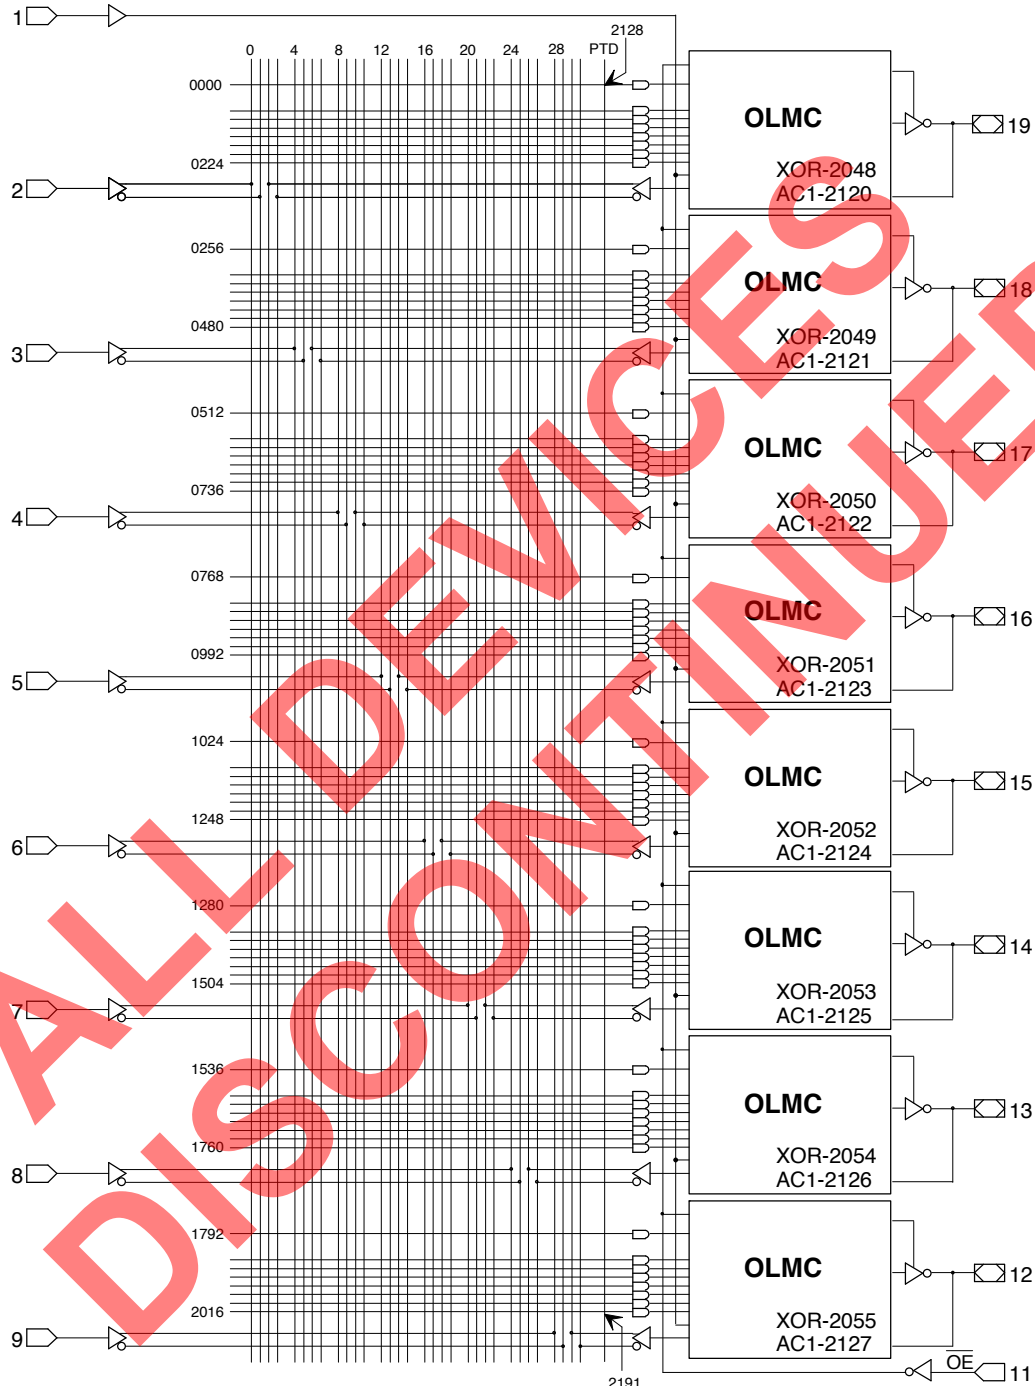 1
2128
0 4 8 12 16 20 24 28 PTD
0000
OLMC
19
0224
XOR-2048
2
AC1-2120
0256
OLMC
18
0480
XOR-2049
3
AC1-2121
0512
OLMC
17
0736
XOR-2050
4
AC1-2122
0768
OLMC
16
0992
XOR-2051
5
AC1-2123
1024
OLMC
15
1248
XOR-2052
6
AC1-2124
1280
OLMC
14
1504
XOR-2053
7
AC1-2125
1536
OLMC
13
1760
XOR-2054
8
AC1-2126
1792
OLMC
12
2016
XOR-2055
9
AC1-2127
OE
11
2191
ALL DEVICES
DISCONTINUED